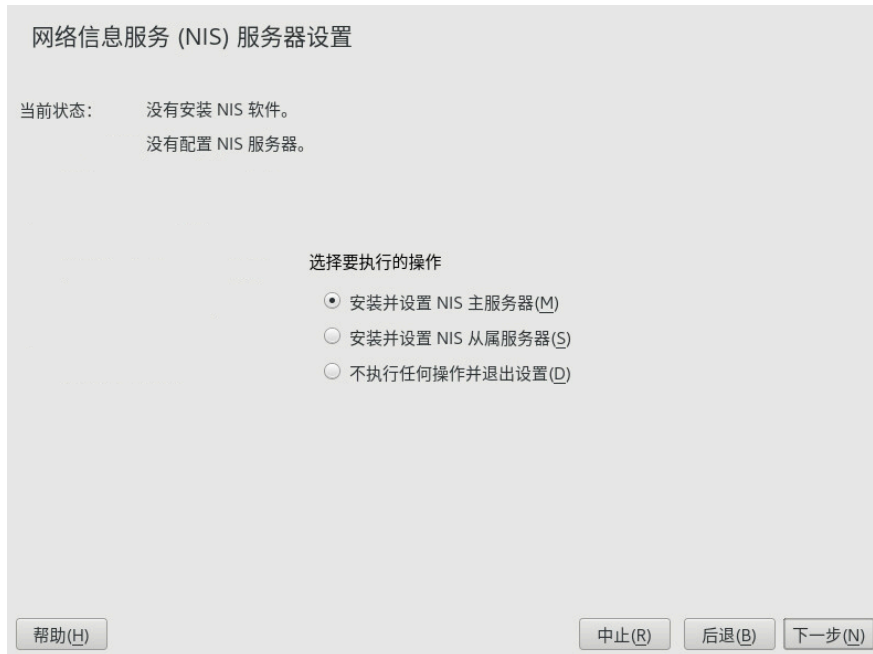 网络信息服务 (NIS) 服务器设置
当前状态： 没有安装 NIS 软件。
没有配置 NIS 服务器。
选择要执行的操作
安装并设置 NIS 主服务器(M)
安装并设置 NIS 从属服务器(S)
不执行任何操作并退出设置(D)
帮助(H) 中止(R) 后退(B) 下一步(N)